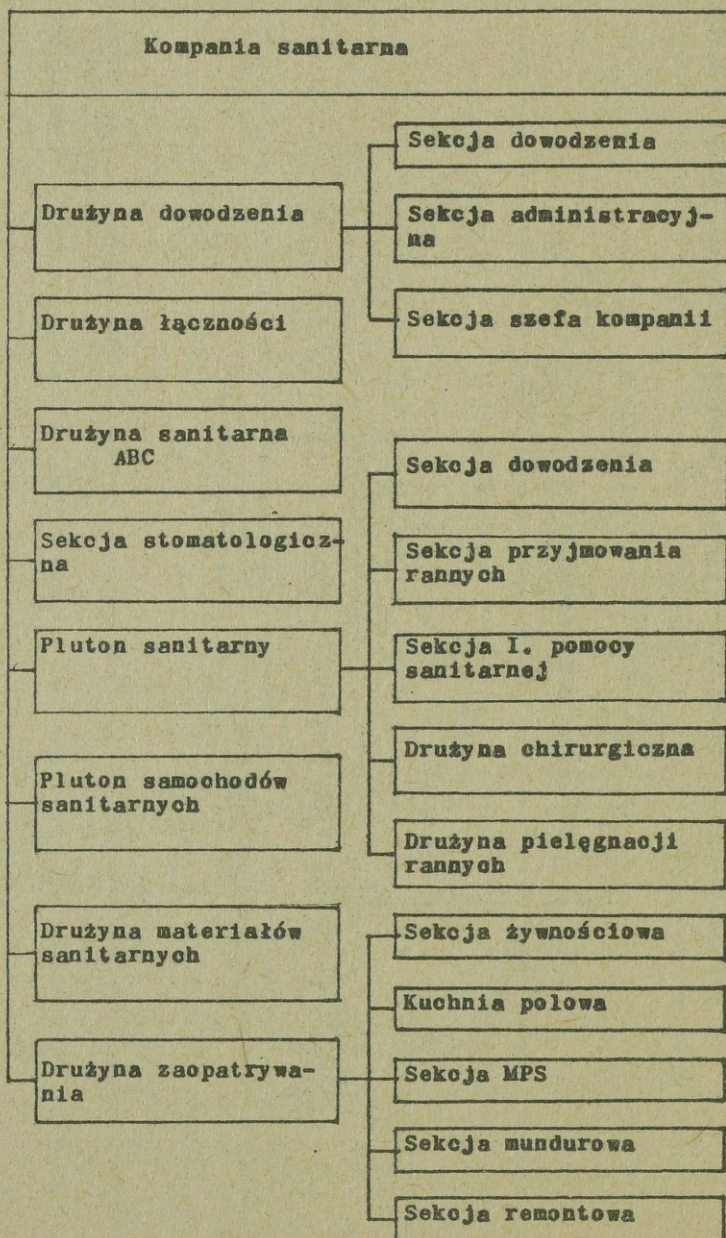 Kompania sanitarna
Drużyna dowodzenia
Sekcja dowodzenia
Sekcja administracyj-
na
Sekcja szefa kompanii
Drużyna łączności
Drużyna sanitarna
ABC
Sekcja stomatologicz-
na
Pluton sanitarny
Sekcja dowodzenia
Sekcja przyjmowania
rannych
Sekcja I. pomocy
sanitarnej
Drużyna chirurgiczna
Drużyna pielęgnacji
rannych
Pluton samochodów
sanitarnych
Drużyna materiałów
sanitarnych
Drużyna zaopatrywa-
nia
Sekcja żywnościowa
Kuchnia polowa
Sekcja MPS
Sekcja mundurowa
Sekcja remontowa